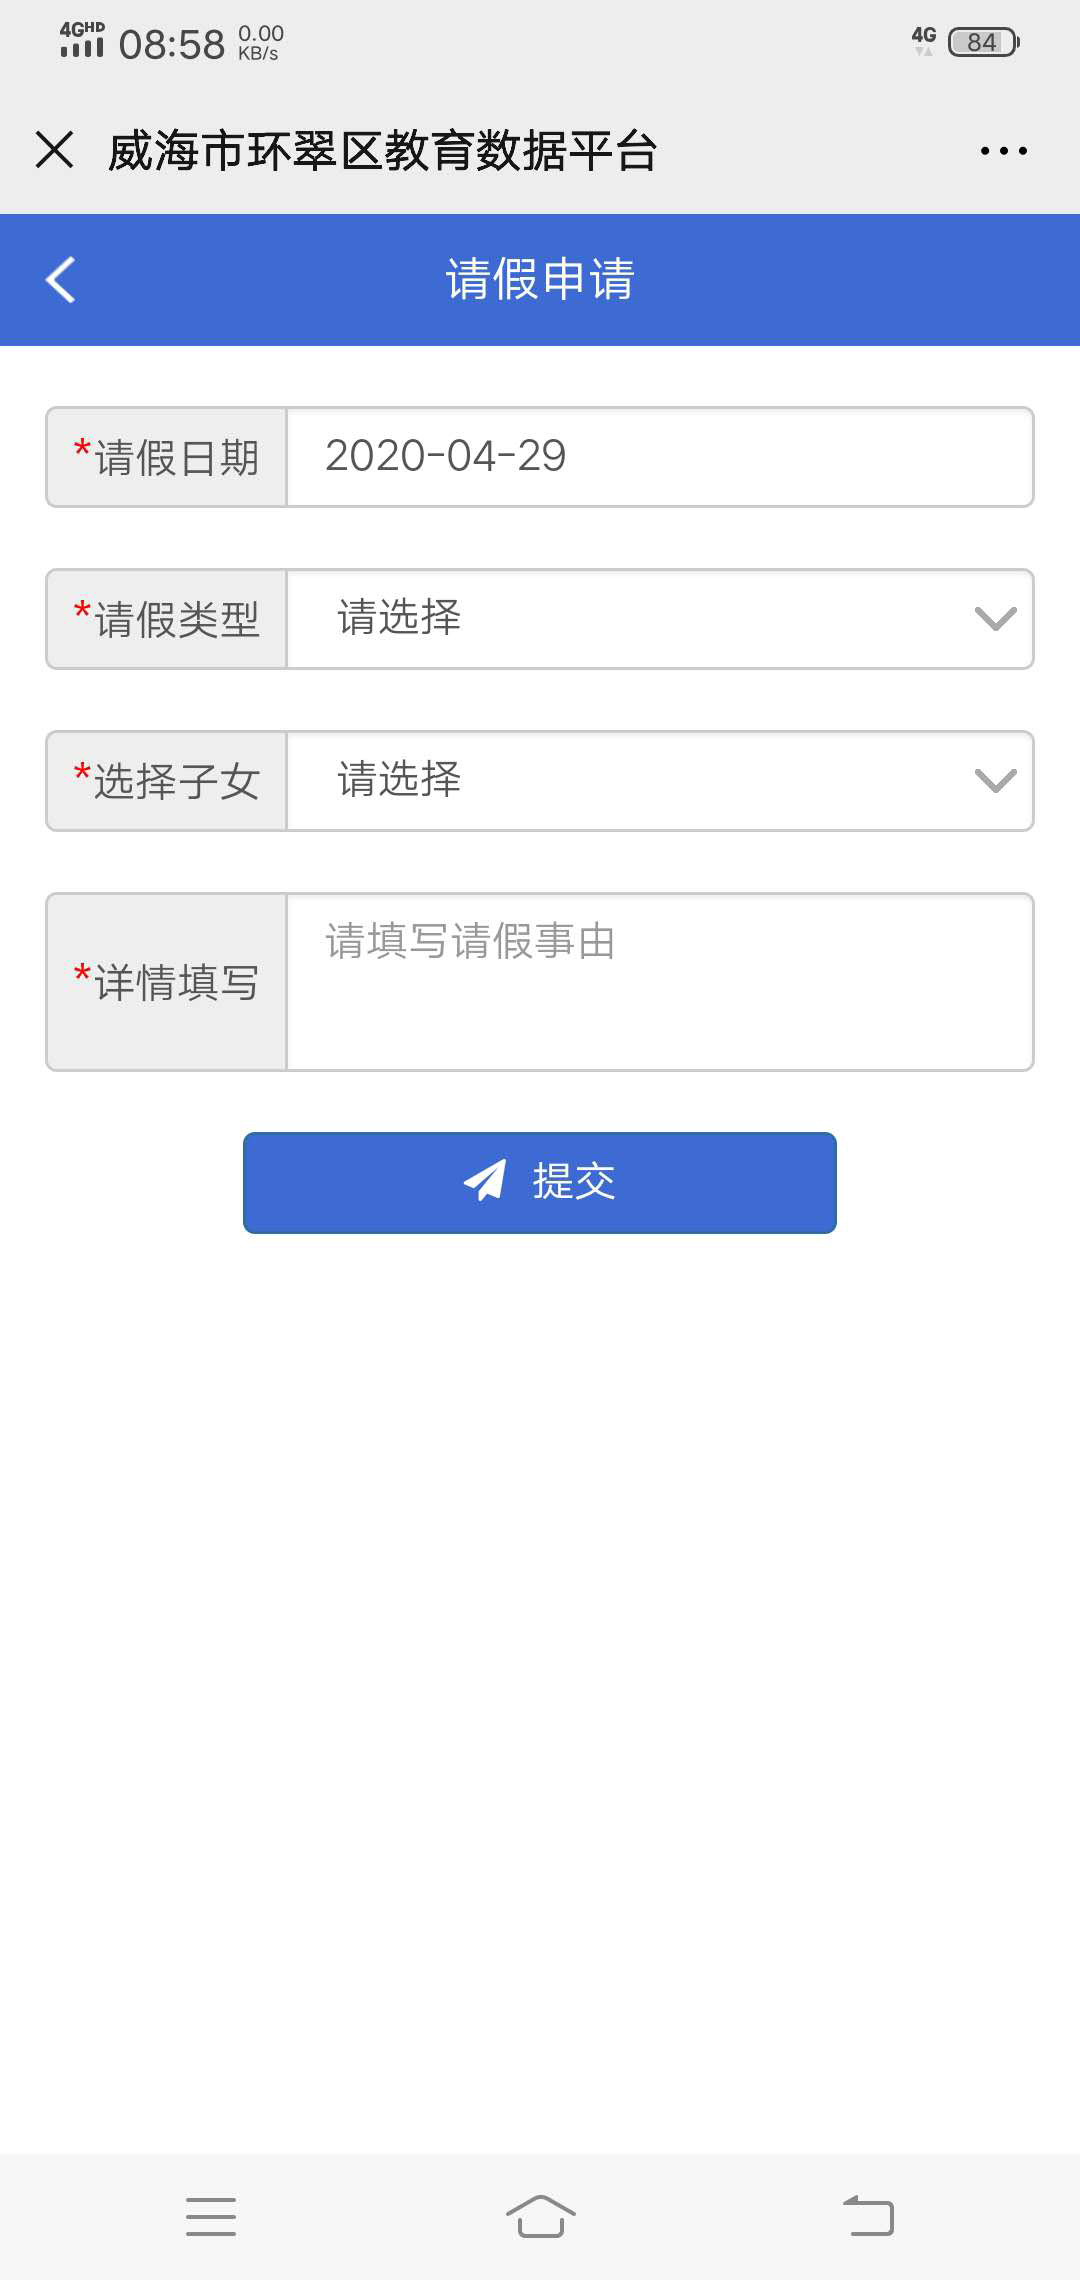 4GHD 08:58 0.00 KB/s 4G 84
威海市环翠区教育数据平台
请假申请
*请假日期 2020-04-29
*请假类型 请选择
*选择子女 请选择
*详情填写 请填写请假事由
提交